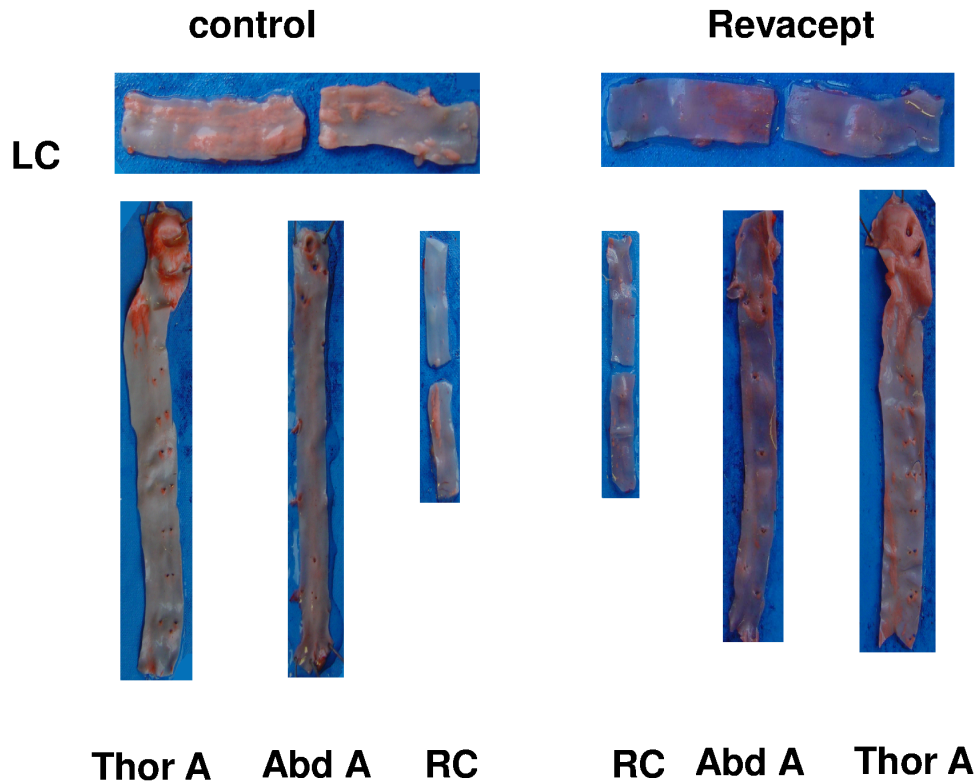 control
Revacept
LC
Thor A
Abd A
RC
RC
Abd A
Thor A